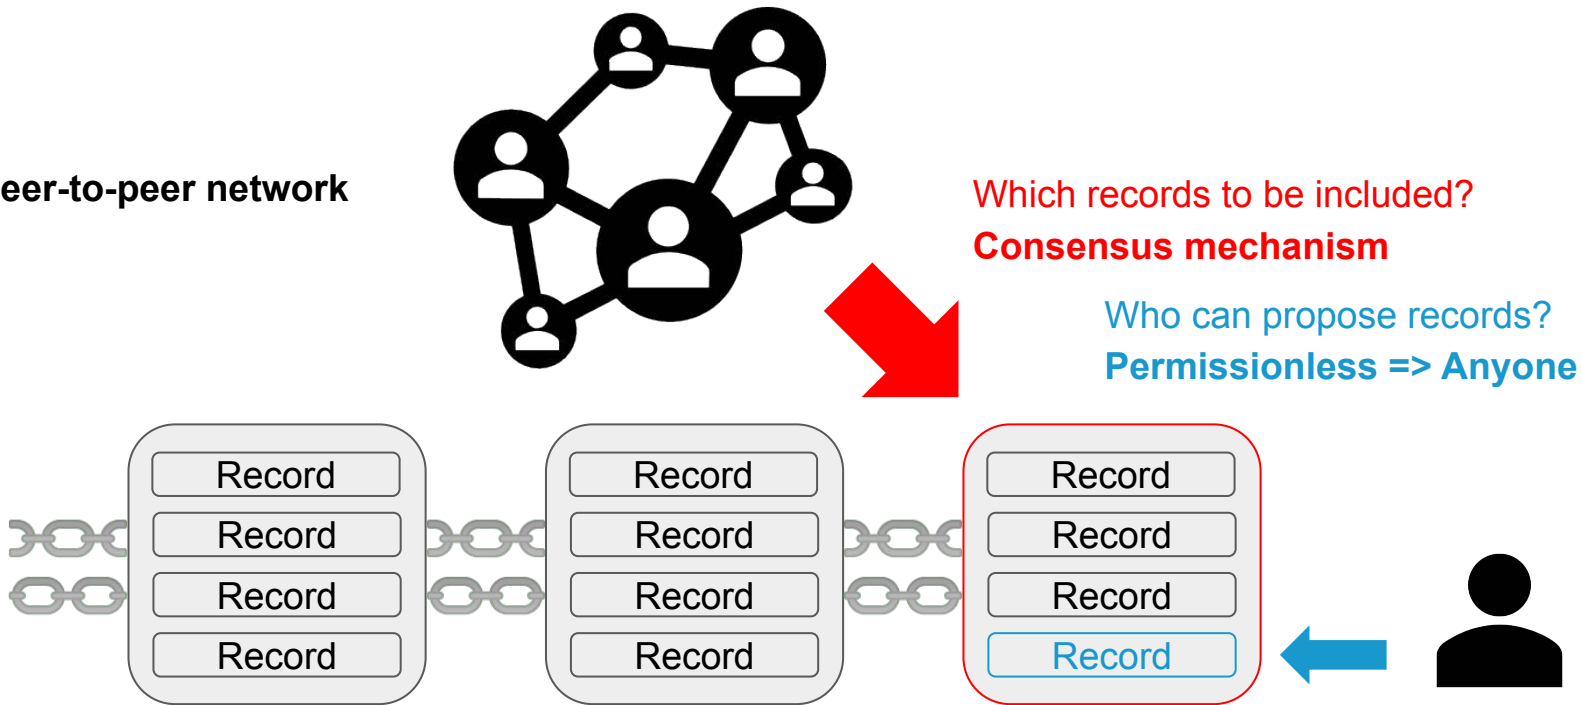 eer-to-peer network
Which records to be included?
Consensus mechanism
Who can propose records?
Permissionless => Anyone
Record Record Record
Record Record Record
Record Record Record
Record Record Record